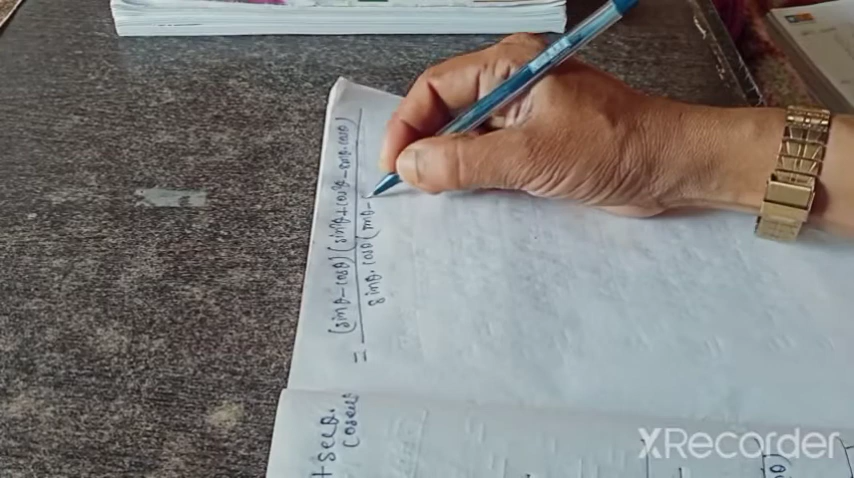 + secθ.
cosecθ
= (sinθ - cosθ) (sin²θ + cos²θ - sinθ. cosθ)
sinθ. cosθ (sinθ -
XRecorder